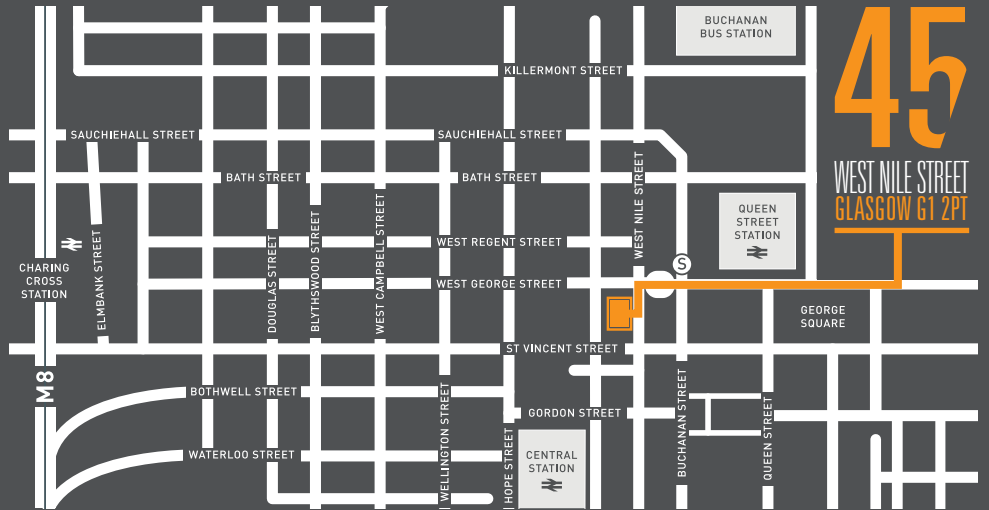 BUCHANAN
BUS STATION
45
WEST NILE STREET
GLASGOW G1 2PT
KILLERMONT STREET
SAUCHIEHALL STREET
SAUCHIEHALL STREET
BATH STREET
BATH STREET
WEST NILE STREET
QUEEN
STREET
STATION
WEST REGENT STREET
CHARING
CROSS
STATION
ELMBANK STREET
DOUGLAS STREET
BLYTHSWOOD STREET
WEST CAMPBELL STREET
S
WEST GEORGE STREET
GEORGE
SQUARE
ST VINCENT STREET
M8
BOTHWELL STREET
GORDON STREET
WATERLOO STREET
WELLINGTON STREET
HOPE STREET
CENTRAL
STATION
BUCHANAN STREET
QUEEN STREET